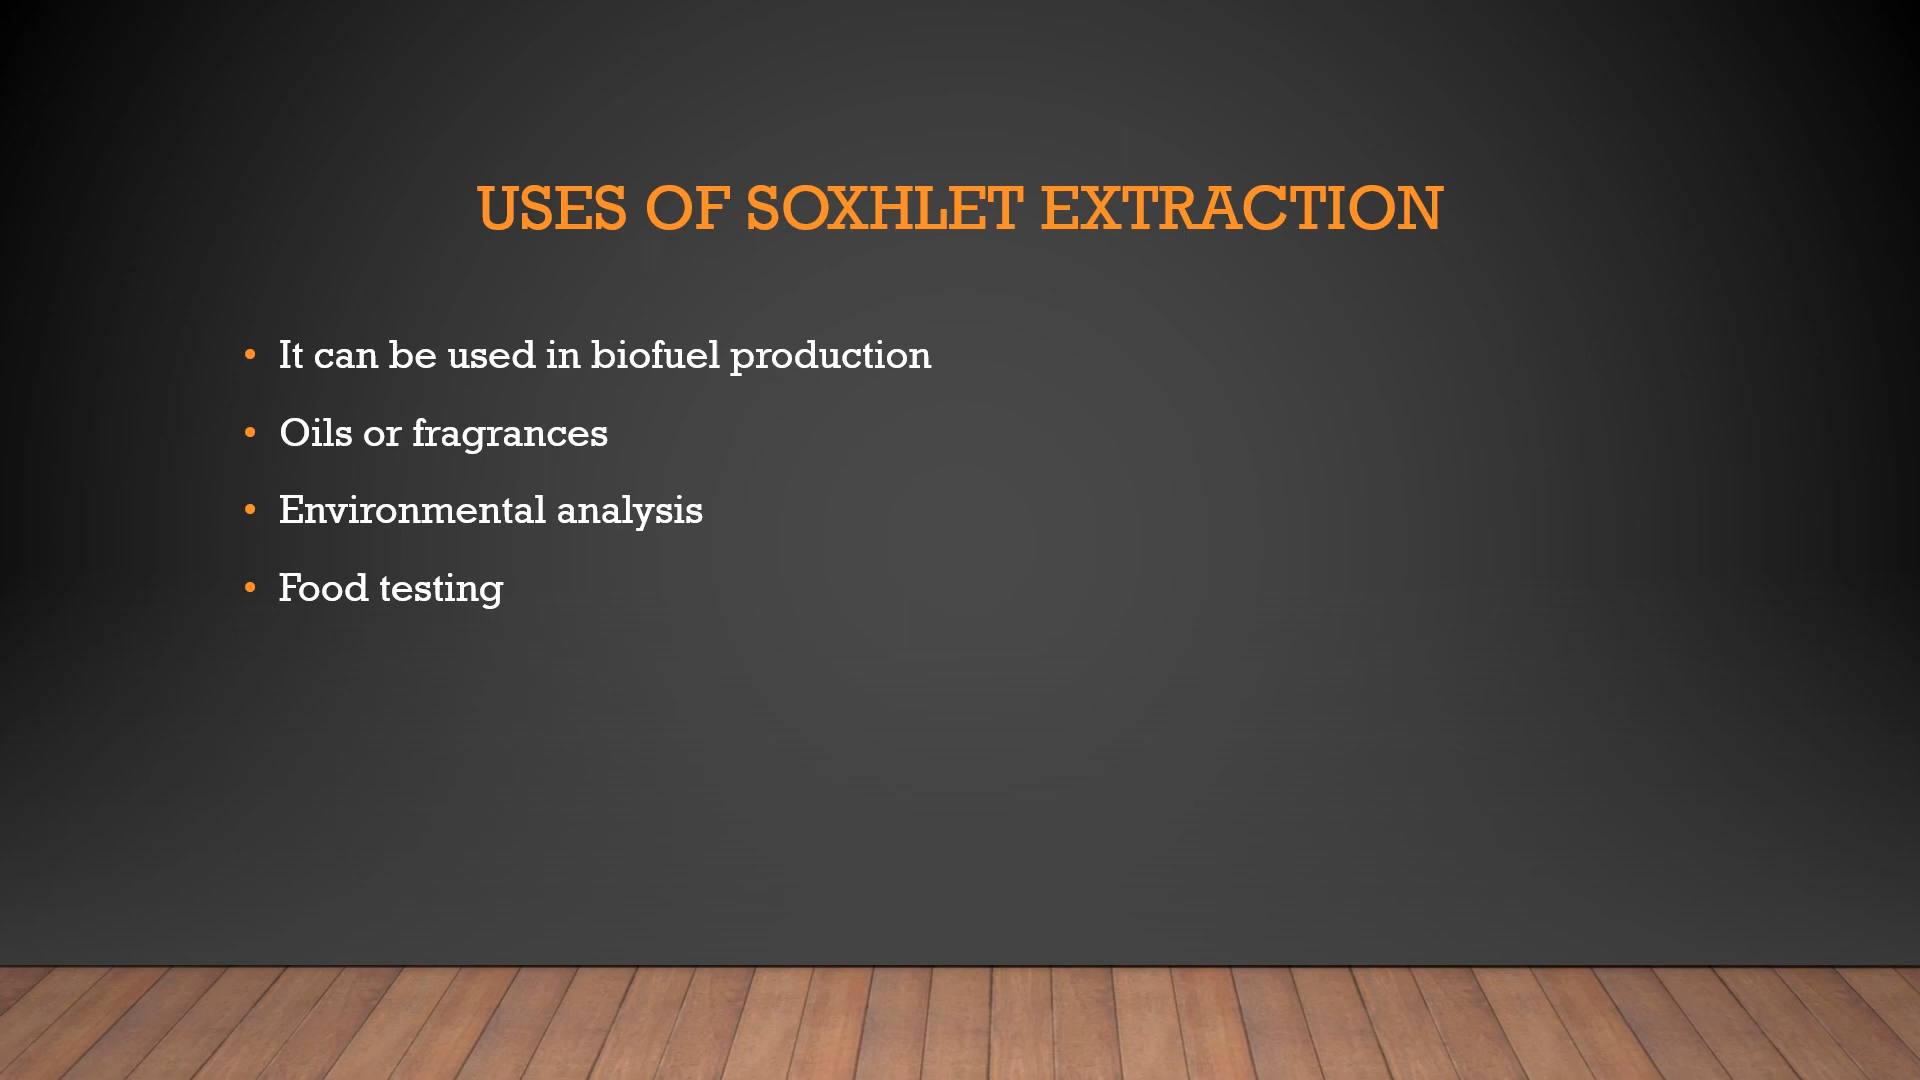 USES OF SOXHLET EXTRACTION
• It can be used in biofuel production
• Oils or fragrances
• Environmental analysis
• Food testing